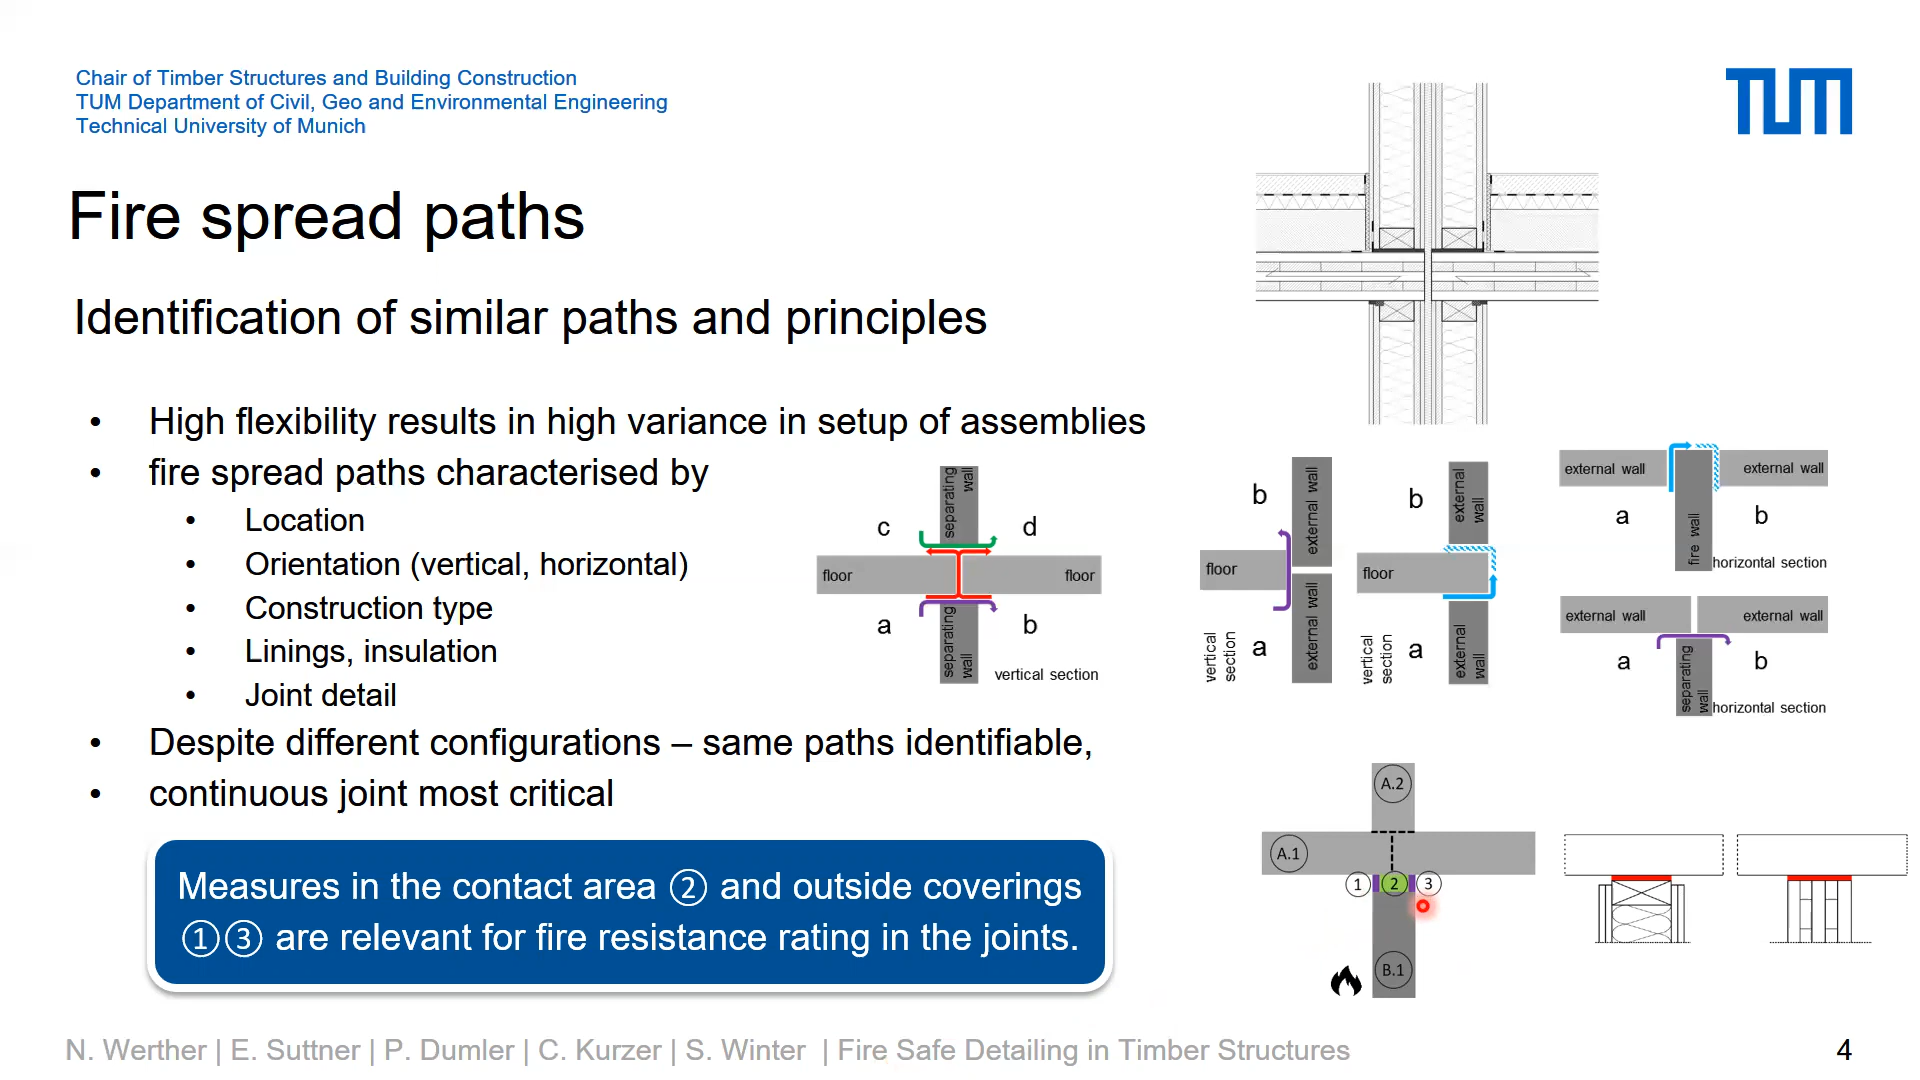 Chair of Timber Structures and Building Construction
TUM Department of Civil, Geo and Environmental Engineering
Technical University of Munich
TUM
Fire spread paths
Identification of similar paths and principles
• High flexibility results in high variance in setup of assemblies
• fire spread paths characterised by
• Location
• Orientation (vertical, horizontal)
• Construction type
• Linings, insulation
• Joint detail
• Despite different configurations – same paths identifiable,
• continuous joint most critical
Measures in the contact area ② and outside coverings
①③ are relevant for fire resistance rating in the joints.
separating
wall
c
d
floor
floor
a
b
separating
wall
vertical section
b
external wall
floor
external wall
a
vertical
section
b
external
wall
floor
external
wall
a
vertical
section
external wall
external wall
a
b
fire wall
horizontal section
external wall
external wall
a
b
separating
wall
horizontal section
A.2
A.1
1
2
3
B.1
N. Werther | E. Suttner | P. Dumler | C. Kurzer | S. Winter | Fire Safe Detailing in Timber Structures
4